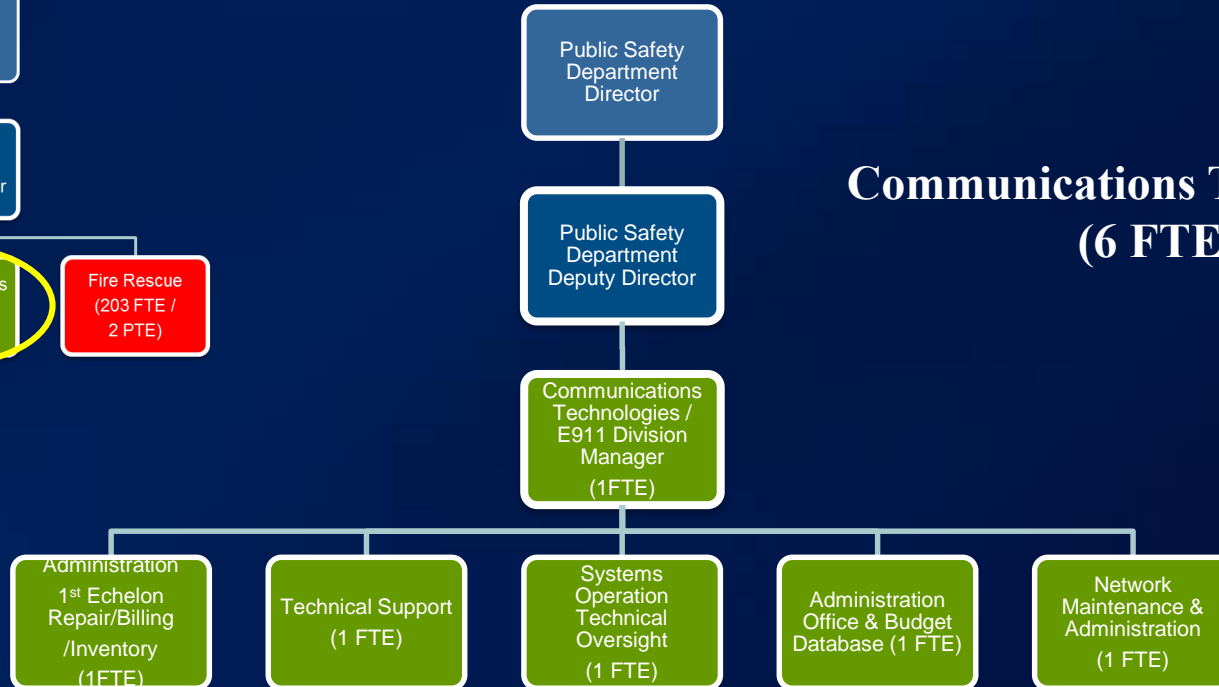 Public Safety
Department
Director
Communications T
(6 FTE
r
Public Safety
Department
Deputy Director
s
Fire Rescue
(203 FTE /
2 PTE)
Communications
Technologies /
E911 Division
Manager
(1FTE)
Administration
1st Echelon
Repair/Billing
/Inventory
(1FTE)
Technical Support
(1 FTE)
Systems
Operation
Technical
Oversight
(1 FTE)
Administration
Office & Budget
Database (1 FTE)
Network
Maintenance &
Administration
(1 FTE)